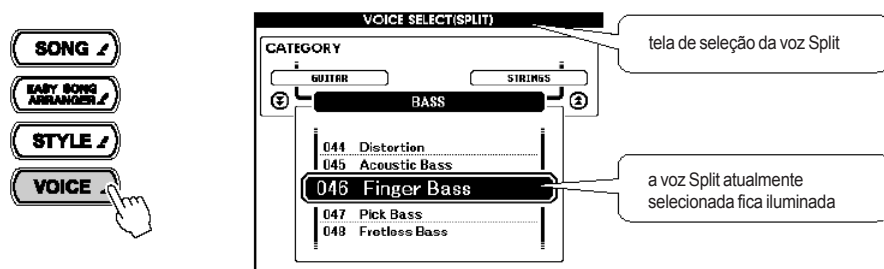 SONG
EASY SONG
ARRANGER
STYLE
VOICE
VOICE SELECT(SPLIT)
CATEGORY
GUITAR
STRINGS
BASS
044 Distortion
045 Acoustic Bass
046 Finger Bass
047 Pick Bass
048 Fretless Bass
tela de seleção da voz Split
a voz Split atualmente
selecionada fica iluminada